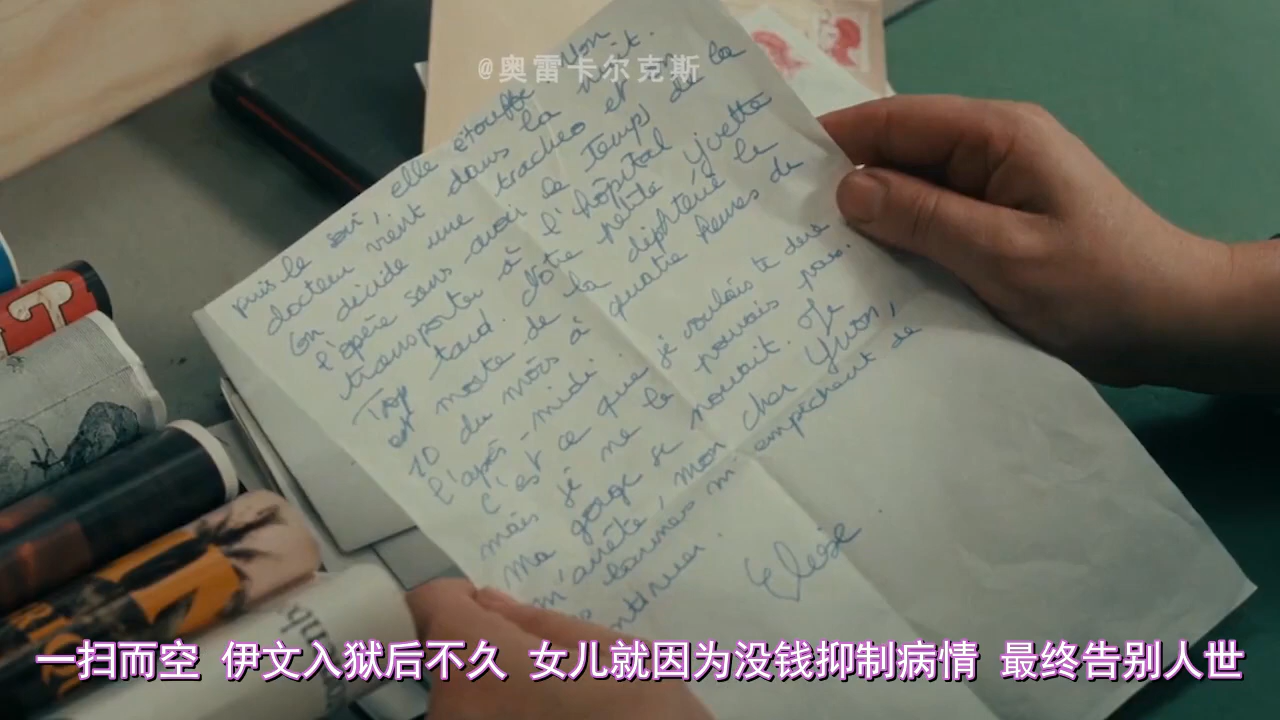 @奥雷卡尔克斯
puis le soir, elle étouffe. Un
docteur vient dans la nuit.
On décide une trachéo et on
l'opère sans avoir le temps de la
transporter à l'hôpital
Trop tard. Notre petite Yvette
est morte de la diphtérie le
10 du mois à quatre heures de
l'après-midi.
C'est ce que je voulais te dire
mais je ne le pouvais pas.
Ma gorge se nouait. Je
m'arrête, mon cher Yvon,
larmes m'empêchent de
Elise
一扫而空 伊文入狱后不久 女儿就因为没钱抑制病情 最终告别人世